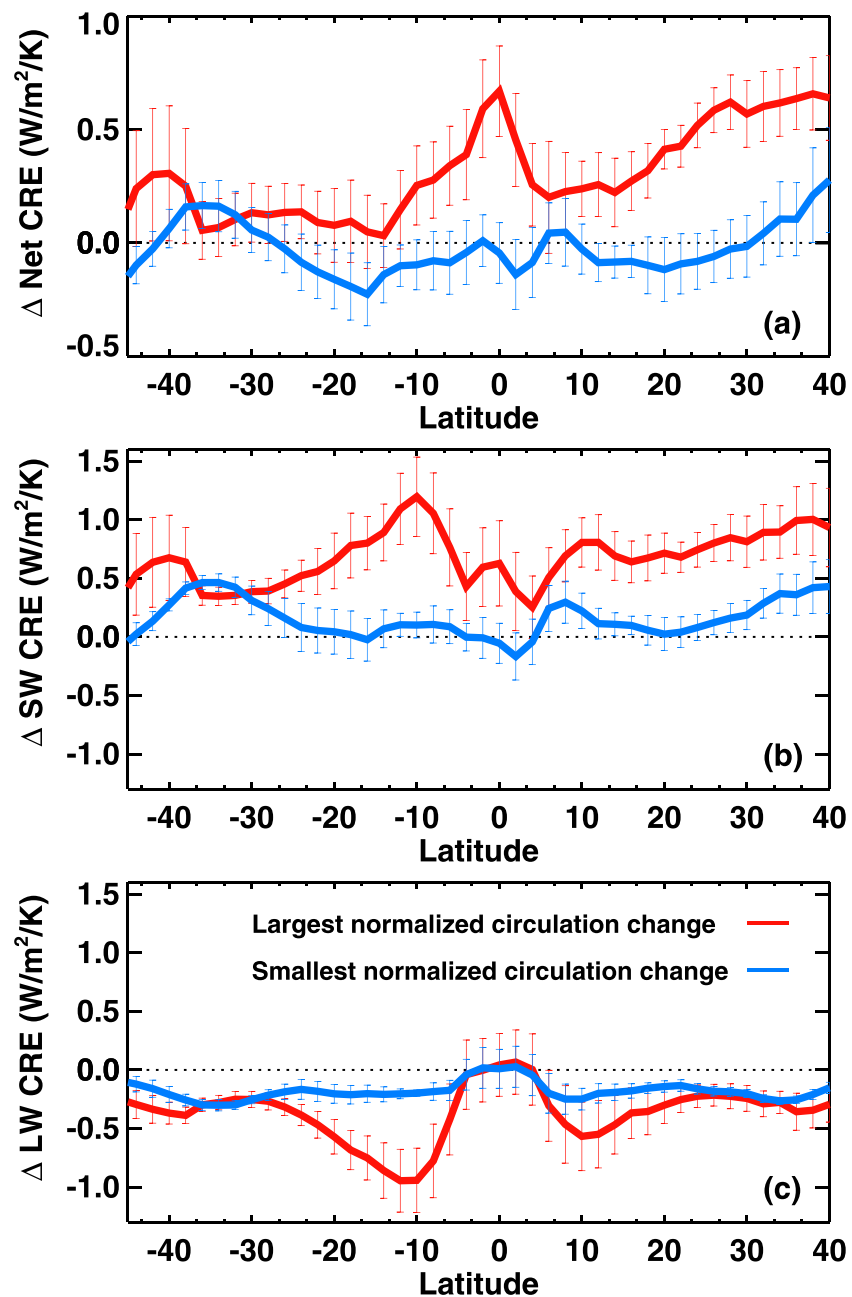 Δ Net CRE (W/m²/K)
1.0
0.5
0.0
-0.5
(a)
-40 -30 -20 -10 0 10 20 30 40
Latitude
Δ SW CRE (W/m²/K)
1.5
1.0
0.5
0.0
-0.5
-1.0
(b)
-40 -30 -20 -10 0 10 20 30 40
Latitude
Δ LW CRE (W/m²/K)
1.5
1.0
0.5
0.0
-0.5
-1.0
Largest normalized circulation change
Smallest normalized circulation change
(c)
-40 -30 -20 -10 0 10 20 30 40
Latitude